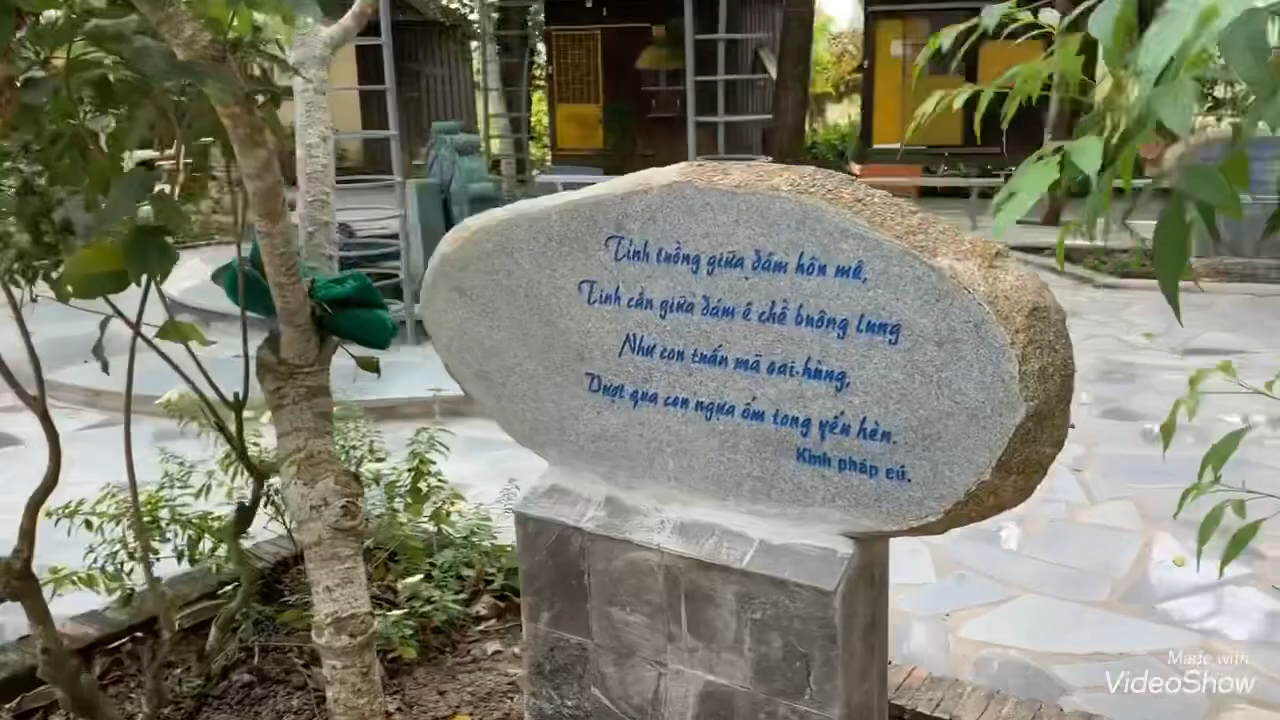 Tỉnh tuồng giữa đám hôn mê,
Tinh cần giữa đám ê chề buông lung
Như con tuấn mã oai-hùng,
Vượt qua con ngựa ốm tong yếu hèn.
Kinh pháp cú.
Made with
VideoShow